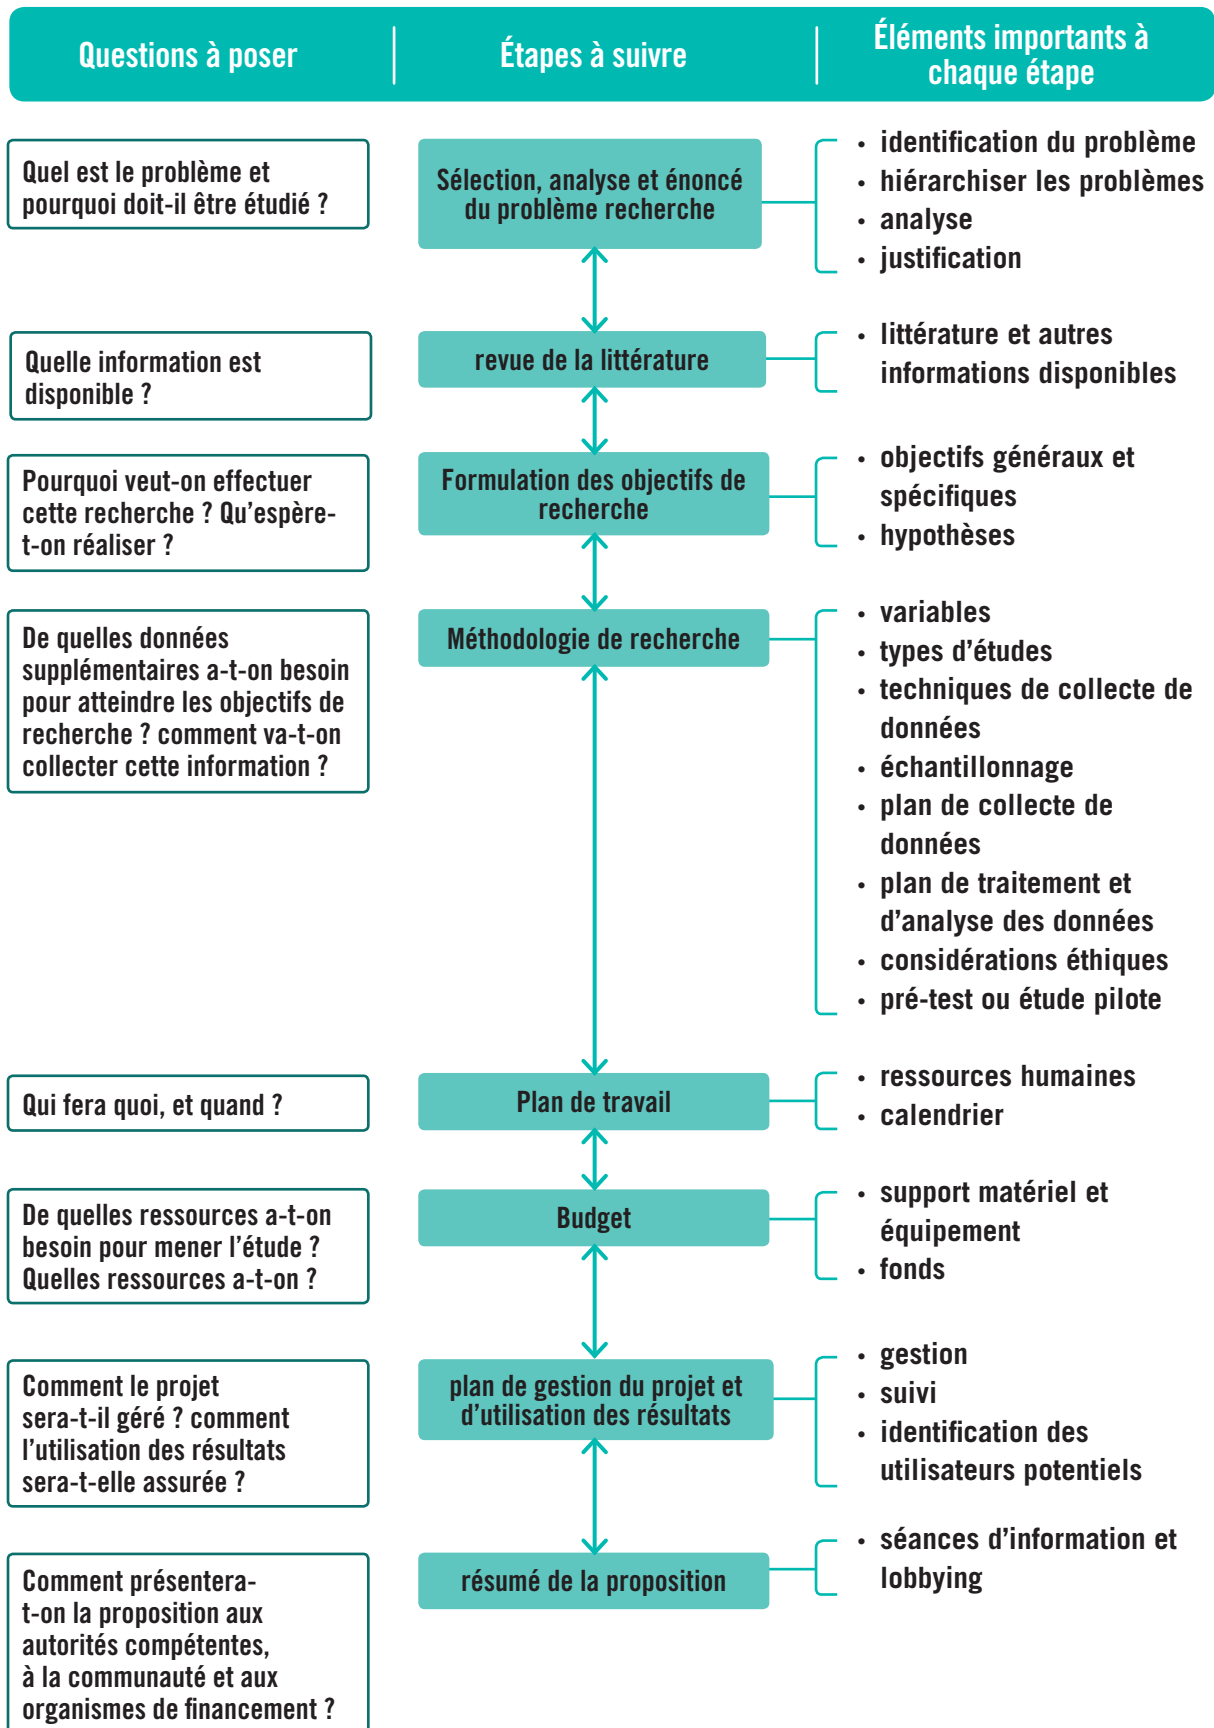 Questions à poser
Étapes à suivre
Éléments importants à
chaque étape
Quel est le problème et
pourquoi doit-il être étudié ?
Sélection, analyse et énoncé
du problème recherche
• identification du problème
• hiérarchiser les problèmes
• analyse
• justification
Quelle information est
disponible ?
revue de la littérature
• littérature et autres
informations disponibles
Pourquoi veut-on effectuer
cette recherche ? Qu’espère-
t-on réaliser ?
Formulation des objectifs de
recherche
• objectifs généraux et
spécifiques
• hypothèses
De quelles données
supplémentaires a-t-on besoin
pour atteindre les objectifs de
recherche ? comment va-t-on
collecter cette information ?
Méthodologie de recherche
• variables
• types d’études
• techniques de collecte de
données
• échantillonnage
• plan de collecte de
données
• plan de traitement et
d’analyse des données
• considérations éthiques
• pré-test ou étude pilote
Qui fera quoi, et quand ?
Plan de travail
• ressources humaines
• calendrier
De quelles ressources a-t-on
besoin pour mener l’étude ?
Quelles ressources a-t-on ?
Budget
• support matériel et
équipement
• fonds
Comment le projet
sera-t-il géré ? comment
l’utilisation des résultats
sera-t-elle assurée ?
plan de gestion du projet et
d’utilisation des résultats
• gestion
• suivi
• identification des
utilisateurs potentiels
Comment présentera-
t-on la proposition aux
autorités compétentes,
à la communauté et aux
organismes de financement ?
résumé de la proposition
• séances d’information et
lobbying